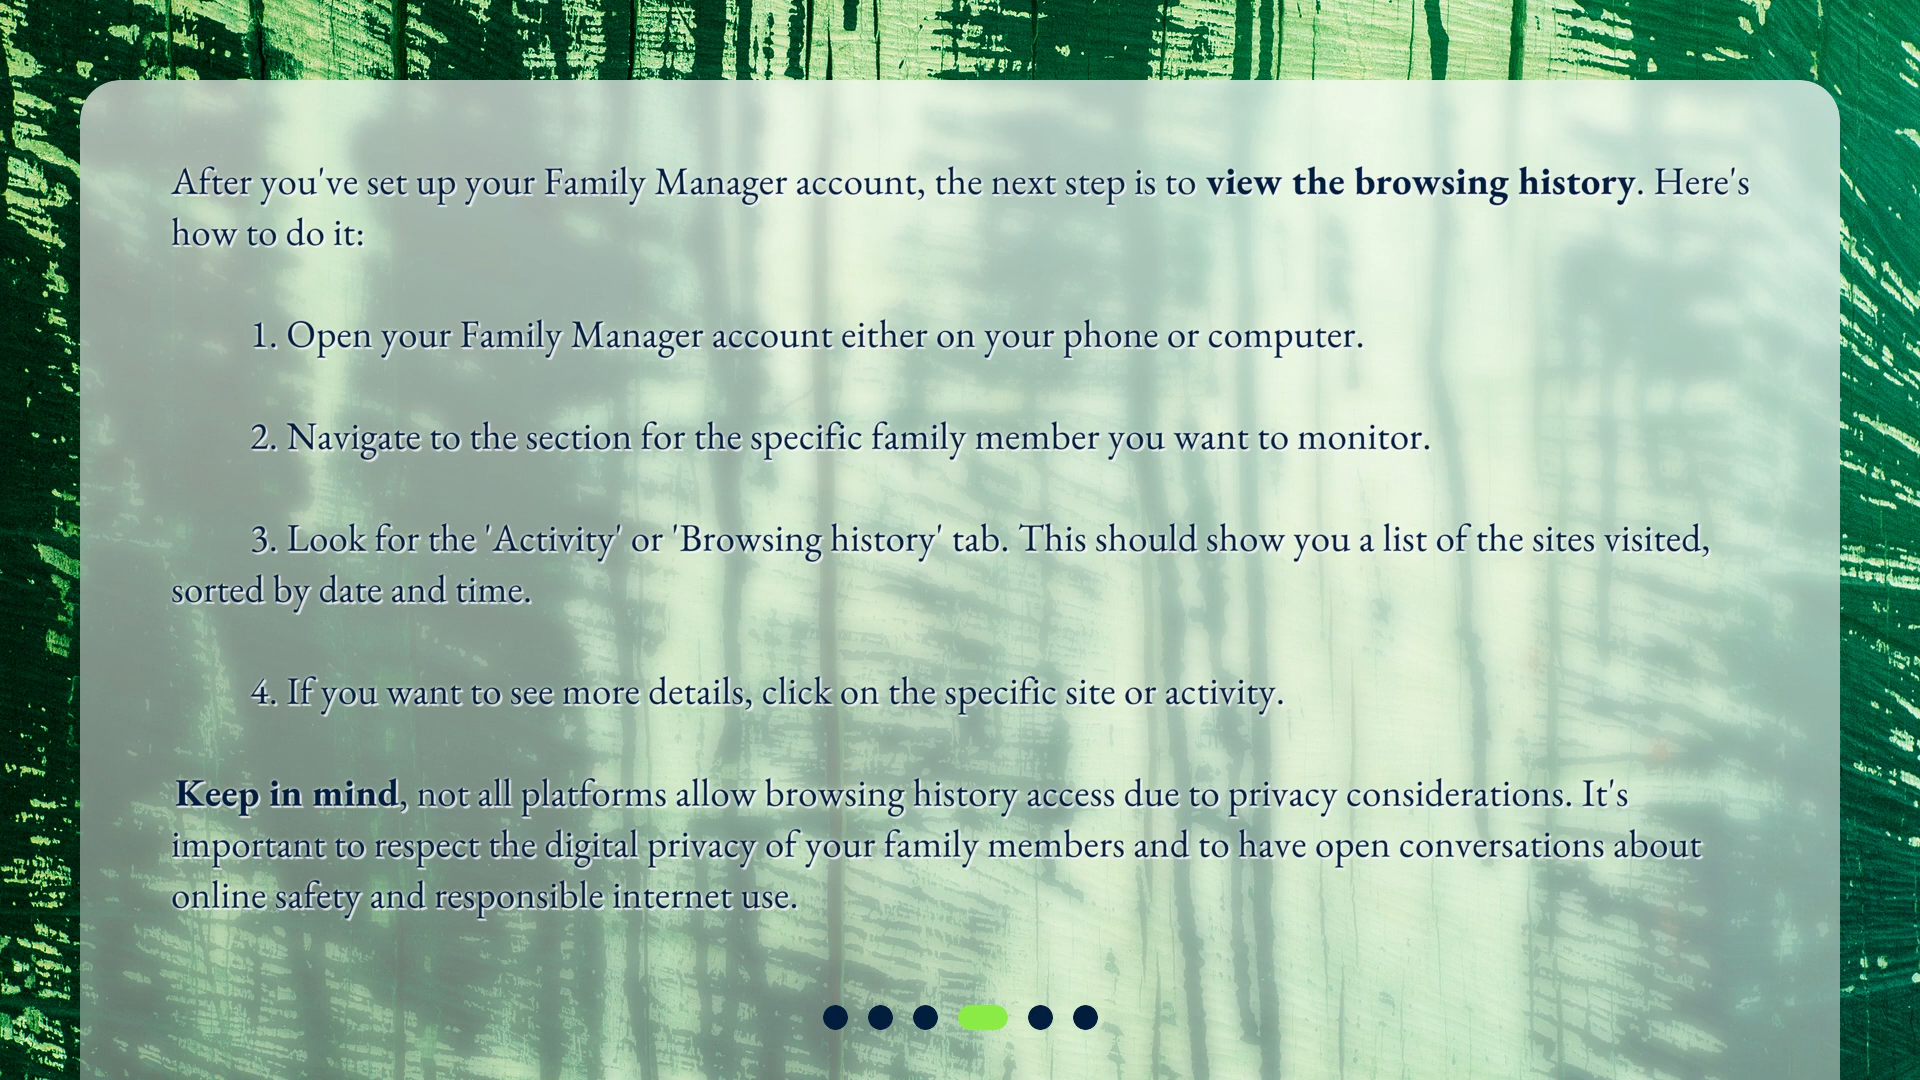 After you've set up your Family Manager account, the next step is to view the browsing history. Here's
how to do it:
1. Open your Family Manager account either on your phone or computer.
2. Navigate to the section for the specific family member you want to monitor.
3. Look for the 'Activity' or 'Browsing history' tab. This should show you a list of the sites visited,
sorted by date and time.
4. If you want to see more details, click on the specific site or activity.
Keep in mind, not all platforms allow browsing history access due to privacy considerations. It's
important to respect the digital privacy of your family members and to have open conversations about
online safety and responsible internet use.